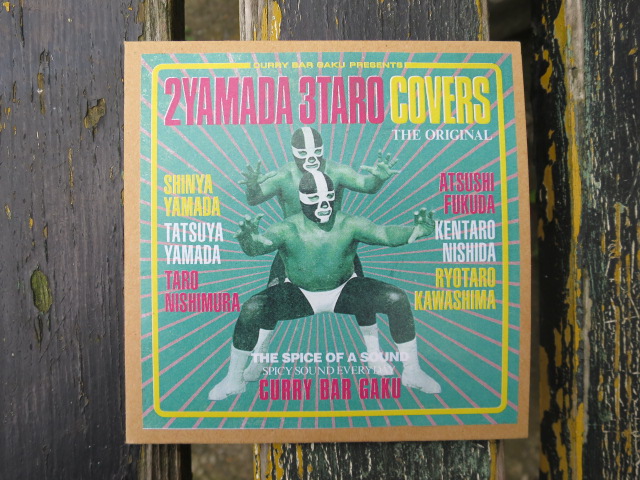 CURRY BAR GAKU PRESENTS
2YAMADA 3TARO COVERS
THE ORIGINAL
SHINYA
YAMADA
TATSUYA
YAMADA
TARO
NISHIMURA
ATSUSHI
FUKUDA
KENTARO
NISHIDA
RYOTARO
KAWASHIMA
THE SPICE OF A SOUND
SPICY SOUND EVERYDAY
CURRY BAR GAKU